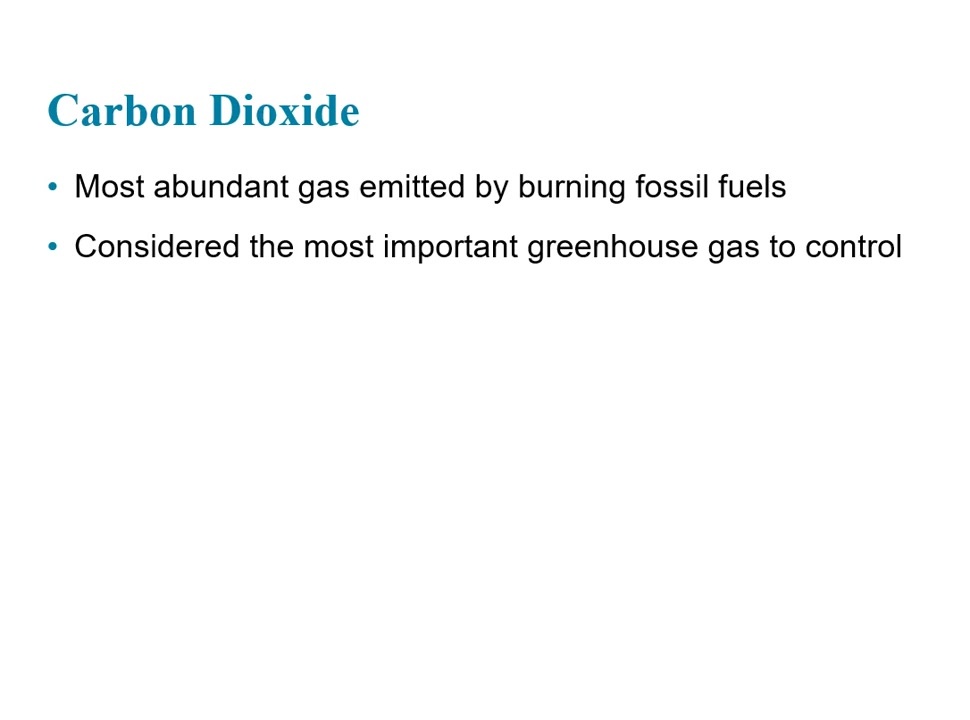 Carbon Dioxide
• Most abundant gas emitted by burning fossil fuels
• Considered the most important greenhouse gas to control